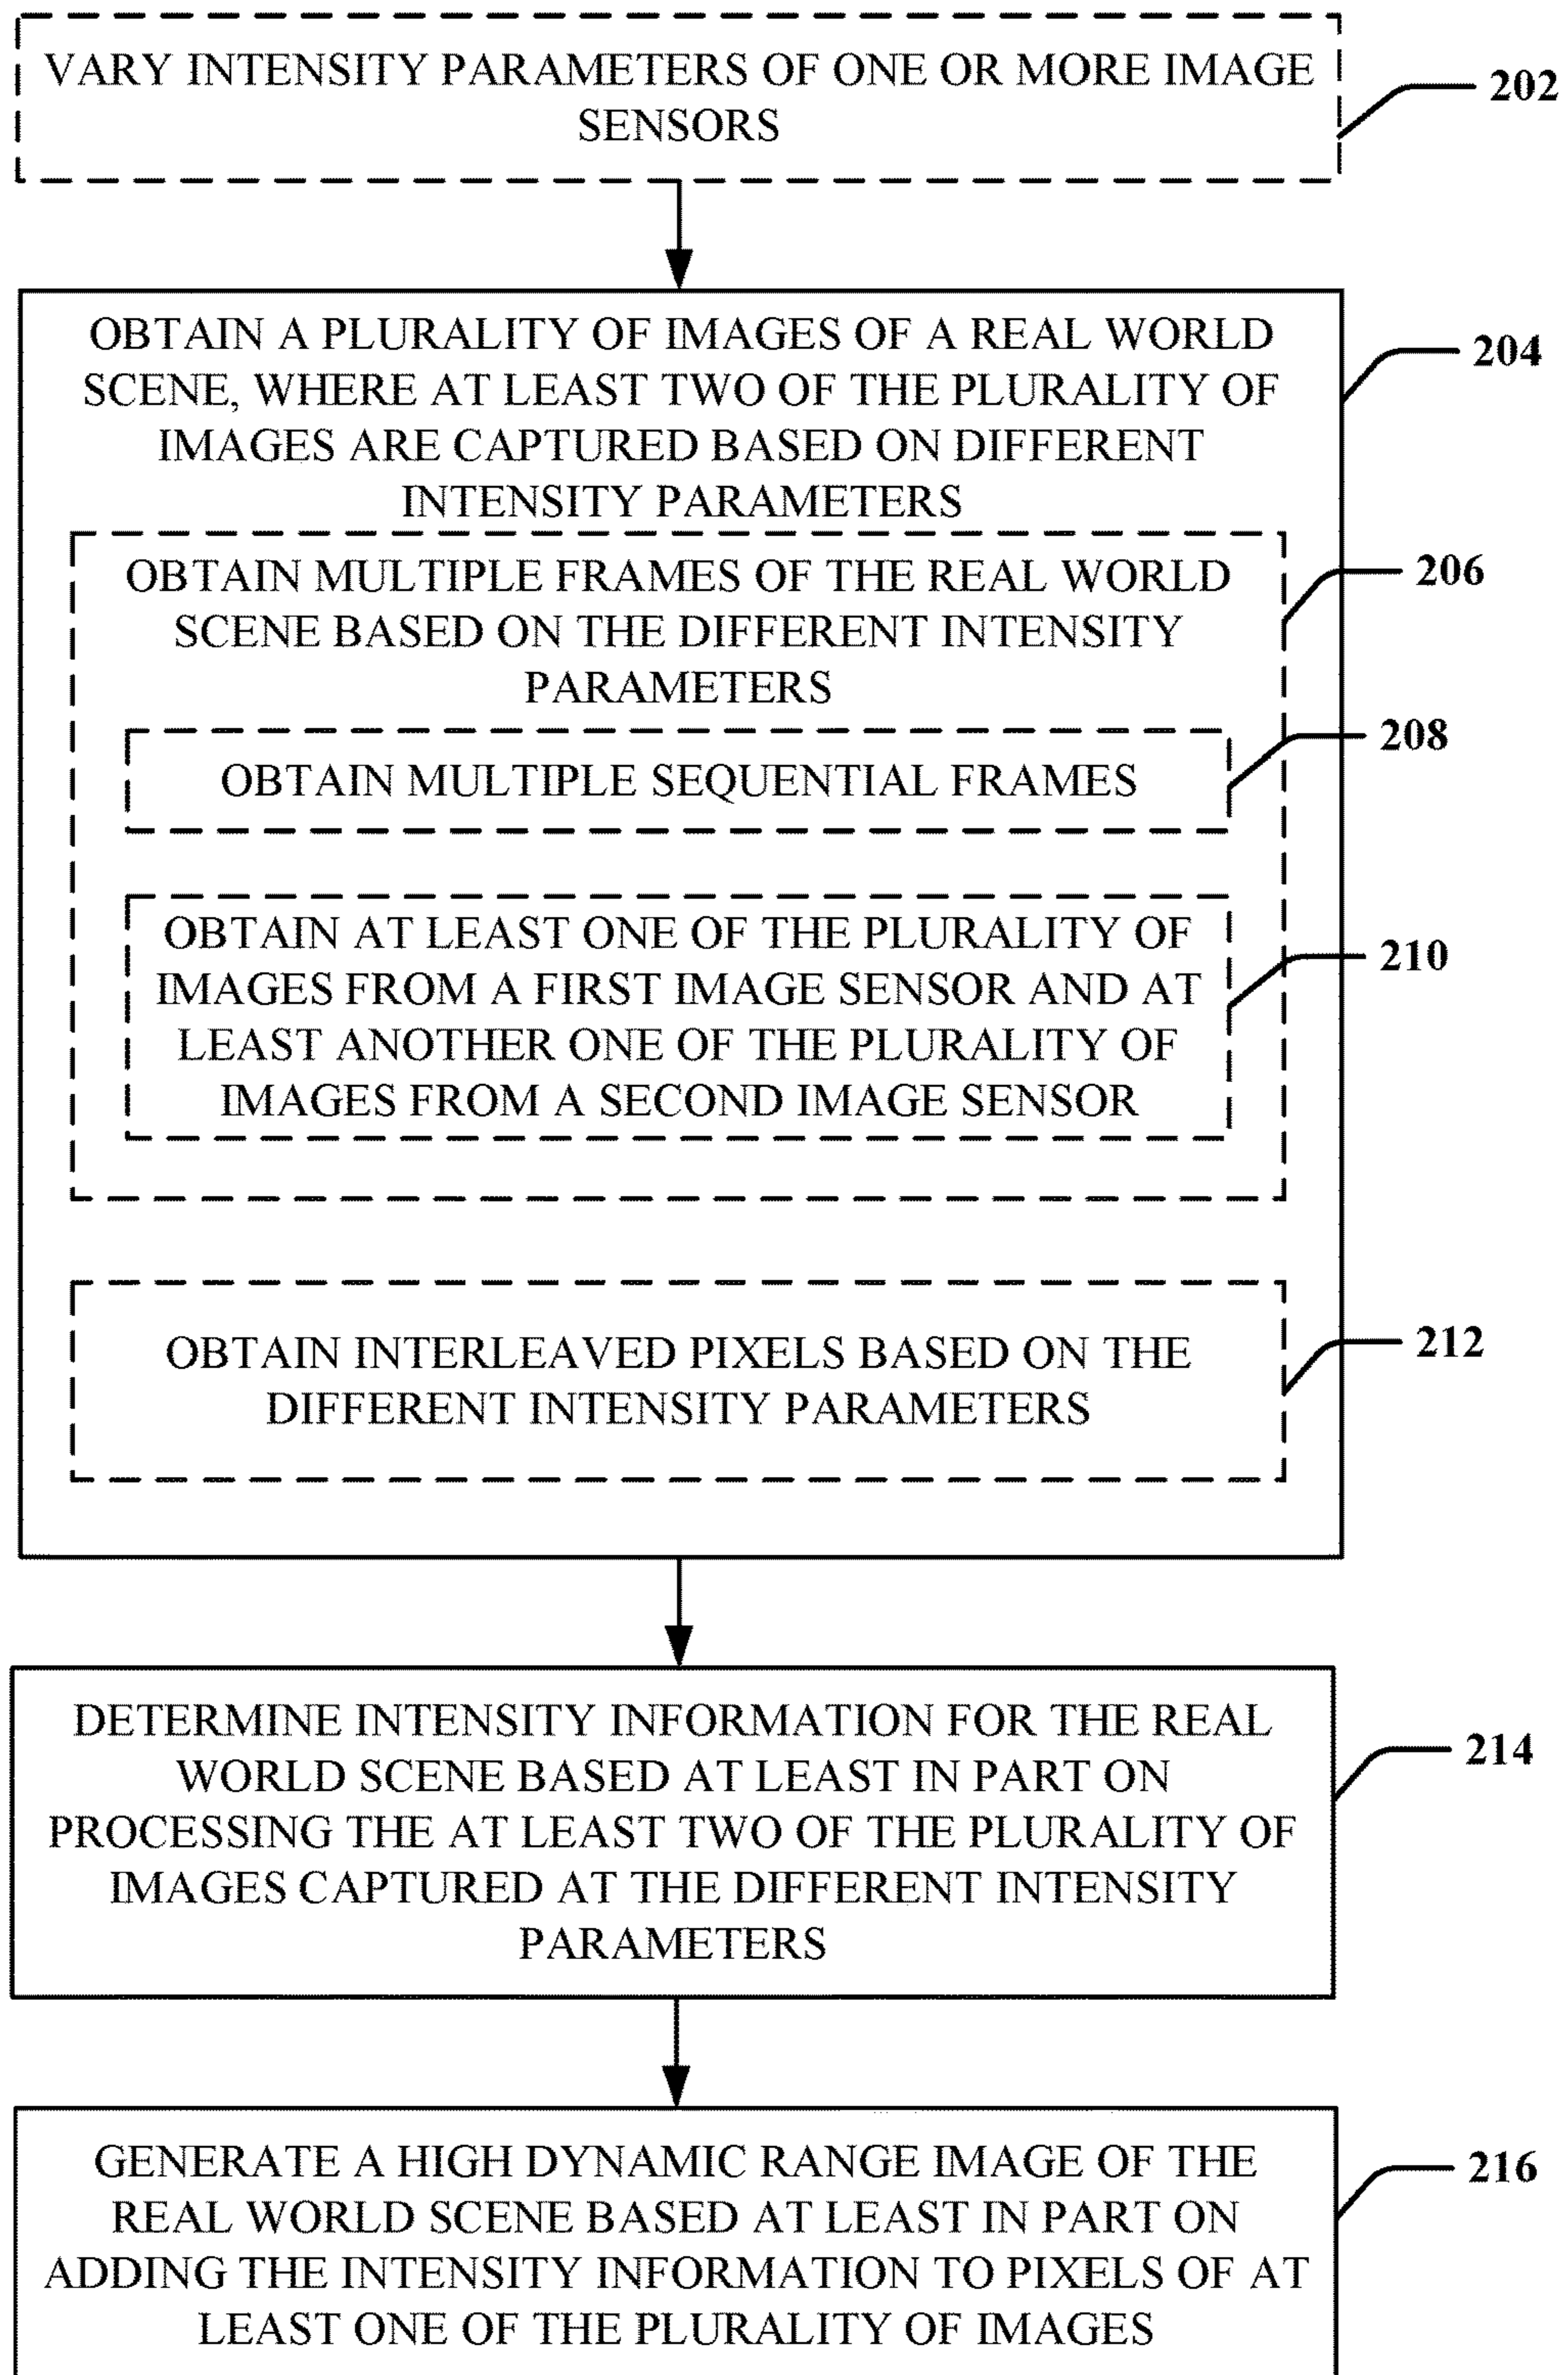 VARY INTENSITY PARAMETERS OF ONE OR MORE IMAGE
SENSORS
202
OBTAIN A PLURALITY OF IMAGES OF A REAL WORLD
SCENE, WHERE AT LEAST TWO OF THE PLURALITY OF
IMAGES ARE CAPTURED BASED ON DIFFERENT
INTENSITY PARAMETERS
204
OBTAIN MULTIPLE FRAMES OF THE REAL WORLD
SCENE BASED ON THE DIFFERENT INTENSITY
PARAMETERS
206
OBTAIN MULTIPLE SEQUENTIAL FRAMES
208
OBTAIN AT LEAST ONE OF THE PLURALITY OF
IMAGES FROM A FIRST IMAGE SENSOR AND AT
LEAST ANOTHER ONE OF THE PLURALITY OF
IMAGES FROM A SECOND IMAGE SENSOR
210
OBTAIN INTERLEAVED PIXELS BASED ON THE
DIFFERENT INTENSITY PARAMETERS
212
DETERMINE INTENSITY INFORMATION FOR THE REAL
WORLD SCENE BASED AT LEAST IN PART ON
PROCESSING THE AT LEAST TWO OF THE PLURALITY OF
IMAGES CAPTURED AT THE DIFFERENT INTENSITY
PARAMETERS
214
GENERATE A HIGH DYNAMIC RANGE IMAGE OF THE
REAL WORLD SCENE BASED AT LEAST IN PART ON
ADDING THE INTENSITY INFORMATION TO PIXELS OF AT
LEAST ONE OF THE PLURALITY OF IMAGES
216